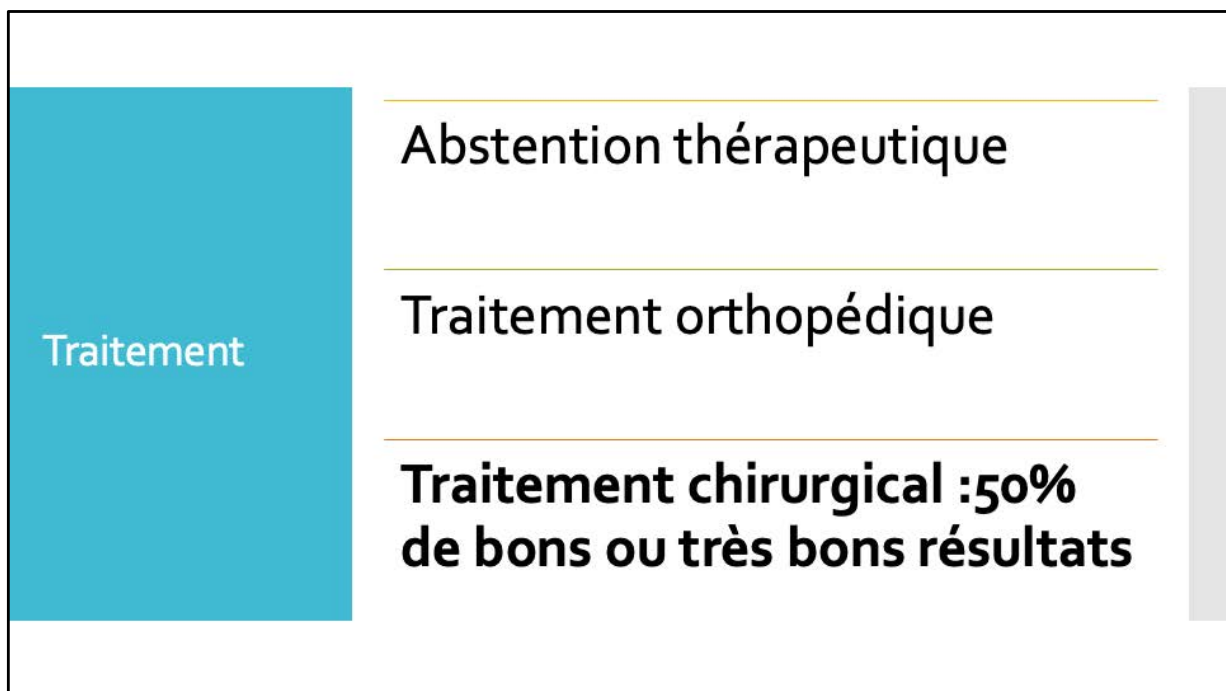 Traitement
Abstention thérapeutique
Traitement orthopédique
Traitement chirurgical :50%
de bons ou très bons résultats